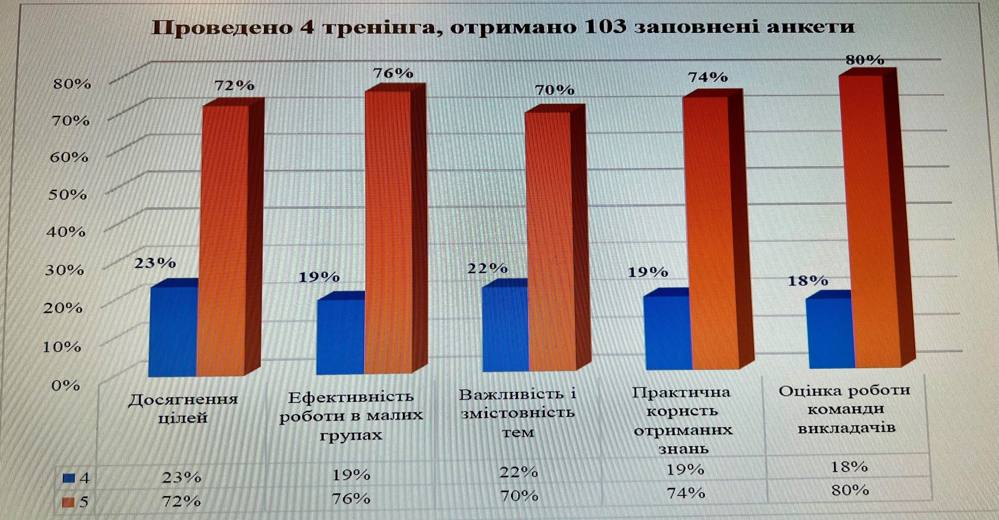 Проведено 4 тренінга, отримано 103 заповнені анкети
80%
70%
60%
50%
40%
30%
20%
10%
0%
23%
72%
19%
76%
22%
70%
19%
74%
18%
80%
Досягнення
цілей
Ефективність
роботи в малих
групах
Важливість і
змістовність
тем
Практична
користь
отриманих
знань
Оцінка роботи
команди
викладачів
4 23% 19% 22% 19% 18%
5 72% 76% 70% 74% 80%